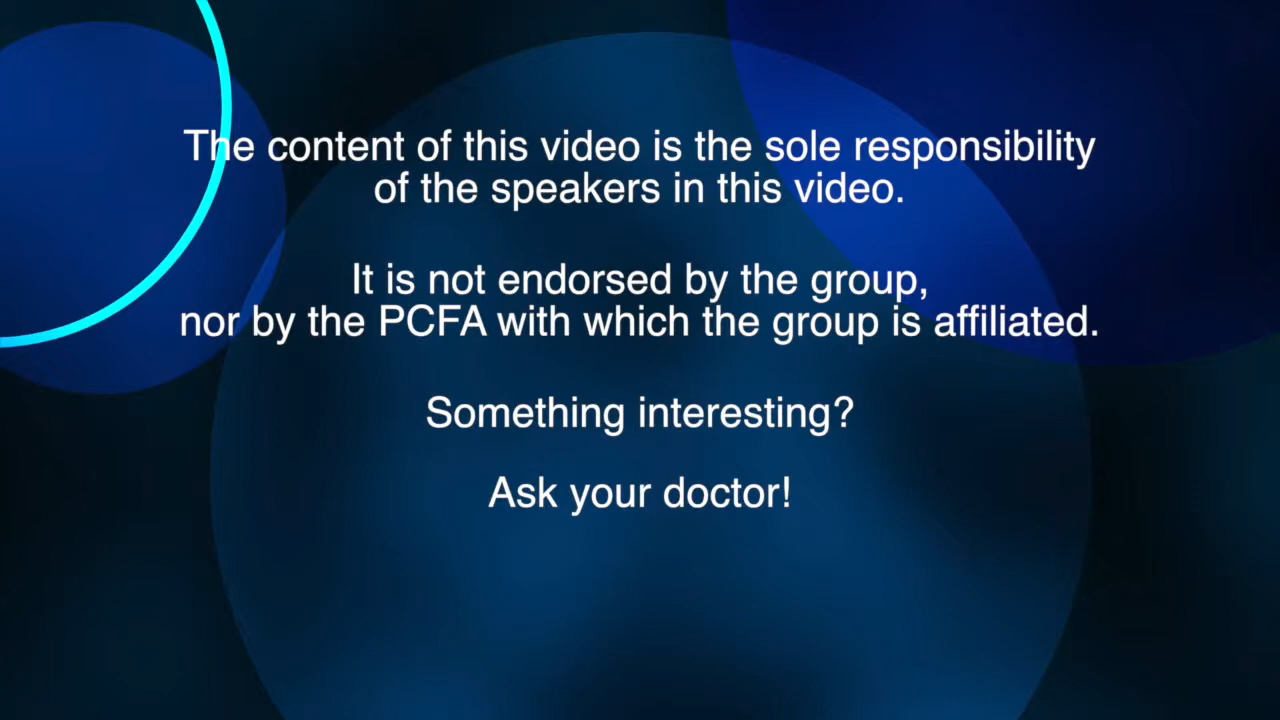 The content of this video is the sole responsibility
of the speakers in this video.
It is not endorsed by the group,
nor by the PCFA with which the group is affiliated.
Something interesting?
Ask your doctor!